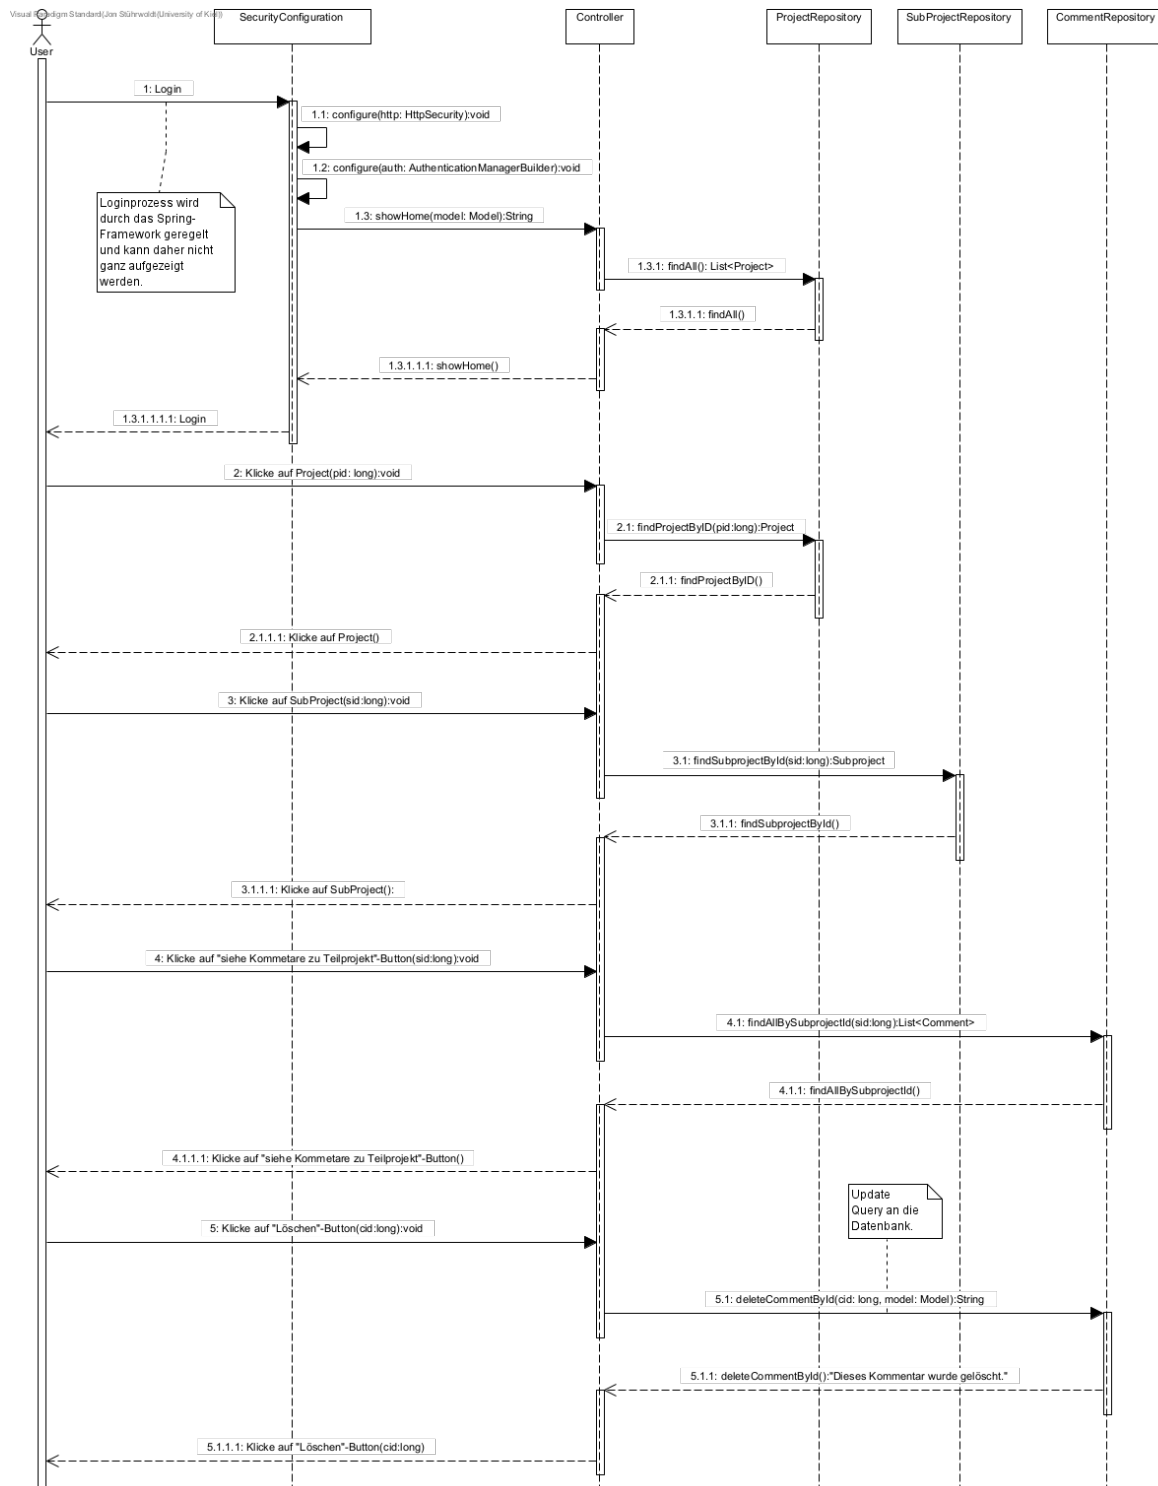 Visual Paradigm Standard(Jon Stührwoldt(University of Kiel))
User
SecurityConfiguration
Controller
ProjectRepository
SubProjectRepository
CommentRepository
1: Login
1.1: configure(http: HttpSecurity):void
1.2: configure(auth: AuthenticationManagerBuilder):void
Loginprozess wird
durch das Spring-
Framework geregelt
und kann daher nicht
ganz aufgezeigt
werden.
1.3: showHome(model: Model):String
1.3.1: findAll(): List<Project>
1.3.1.1: findAll()
1.3.1.1.1: showHome()
1.3.1.1.1.1: Login
2: Klicke auf Project(pid: long):void
2.1: findProjectByID(pid:long):Project
2.1.1: findProjectByID()
2.1.1.1: Klicke auf Project()
3: Klicke auf SubProject(sid:long):void
3.1: findSubprojectById(sid:long):Subproject
3.1.1: findSubprojectById()
3.1.1.1: Klicke auf SubProject():
4: Klicke auf "siehe Kommetare zu Teilprojekt"-Button(sid:long):void
4.1: findAllBySubprojectId(sid:long):List<Comment>
4.1.1: findAllBySubprojectId()
4.1.1.1: Klicke auf "siehe Kommetare zu Teilprojekt"-Button()
Update
Query an die
Datenbank.
5: Klicke auf "Löschen"-Button(cid:long):void
5.1: deleteCommentById(cid: long, model: Model):String
5.1.1: deleteCommentById():"Dieses Kommentar wurde gelöscht."
5.1.1.1: Klicke auf "Löschen"-Button(cid:long)